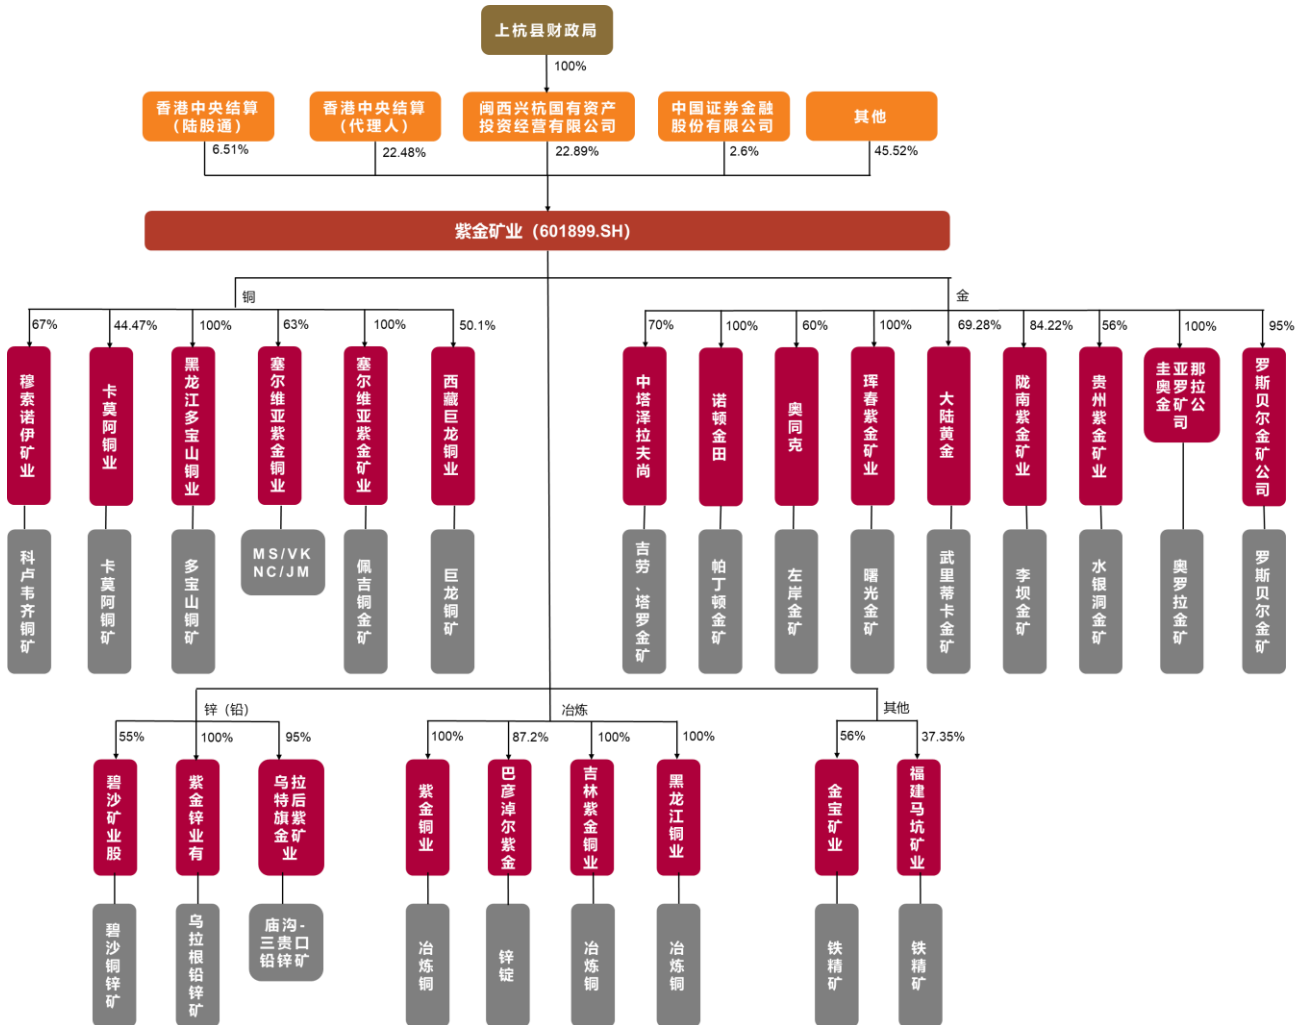 上杭县财政局
100%
香港中央结算
（陆股通）
香港中央结算
（代理人）
闽西兴杭国有资产
投资经营有限公司
中国证券金融
股份有限公司
其他
6.51%
22.48%
22.89%
2.6%
45.52%
紫金矿业（601899.SH）
铜
金
67%
44.47%
100%
63%
100%
50.1%
70%
100%
60%
100%
69.28%
84.22%
56%
100%
95%
穆索诺伊矿业
卡莫阿铜业
黑龙江多宝山铜业
塞尔维亚紫金铜业
塞尔维亚紫金矿业
西藏巨龙铜业
中塔泽拉夫尚
诺顿金田
奥同克
珲春紫金矿业
大陆黄金
陇南紫金矿业
贵州紫金矿业
圭亚那
奥罗拉
金矿公
司
罗斯贝尔金矿公司
科卢韦齐铜矿
卡莫阿铜矿
多宝山铜矿
MS/VK
NC/JM
佩吉铜金矿
巨龙铜矿
吉劳、塔罗金矿
帕丁顿金矿
左岸金矿
曙光金矿
武里蒂卡金矿
李坝金矿
水银洞金矿
奥罗拉金矿
罗斯贝尔金矿
锌（铅）
冶炼
其他
55%
100%
95%
100%
87.2%
100%
100%
56%
37.35%
碧沙矿业股
紫金锌业有
乌拉
特后
旗紫
金矿
业
紫金铜业
巴彦淖尔紫金
吉林紫金铜业
黑龙江铜业
金宝矿业
福建马坑矿业
碧沙铜锌矿
乌拉根铅锌矿
庙沟-
三贵口
铅锌矿
冶炼铜
锌锭
冶炼铜
冶炼铜
铁精矿
铁精矿